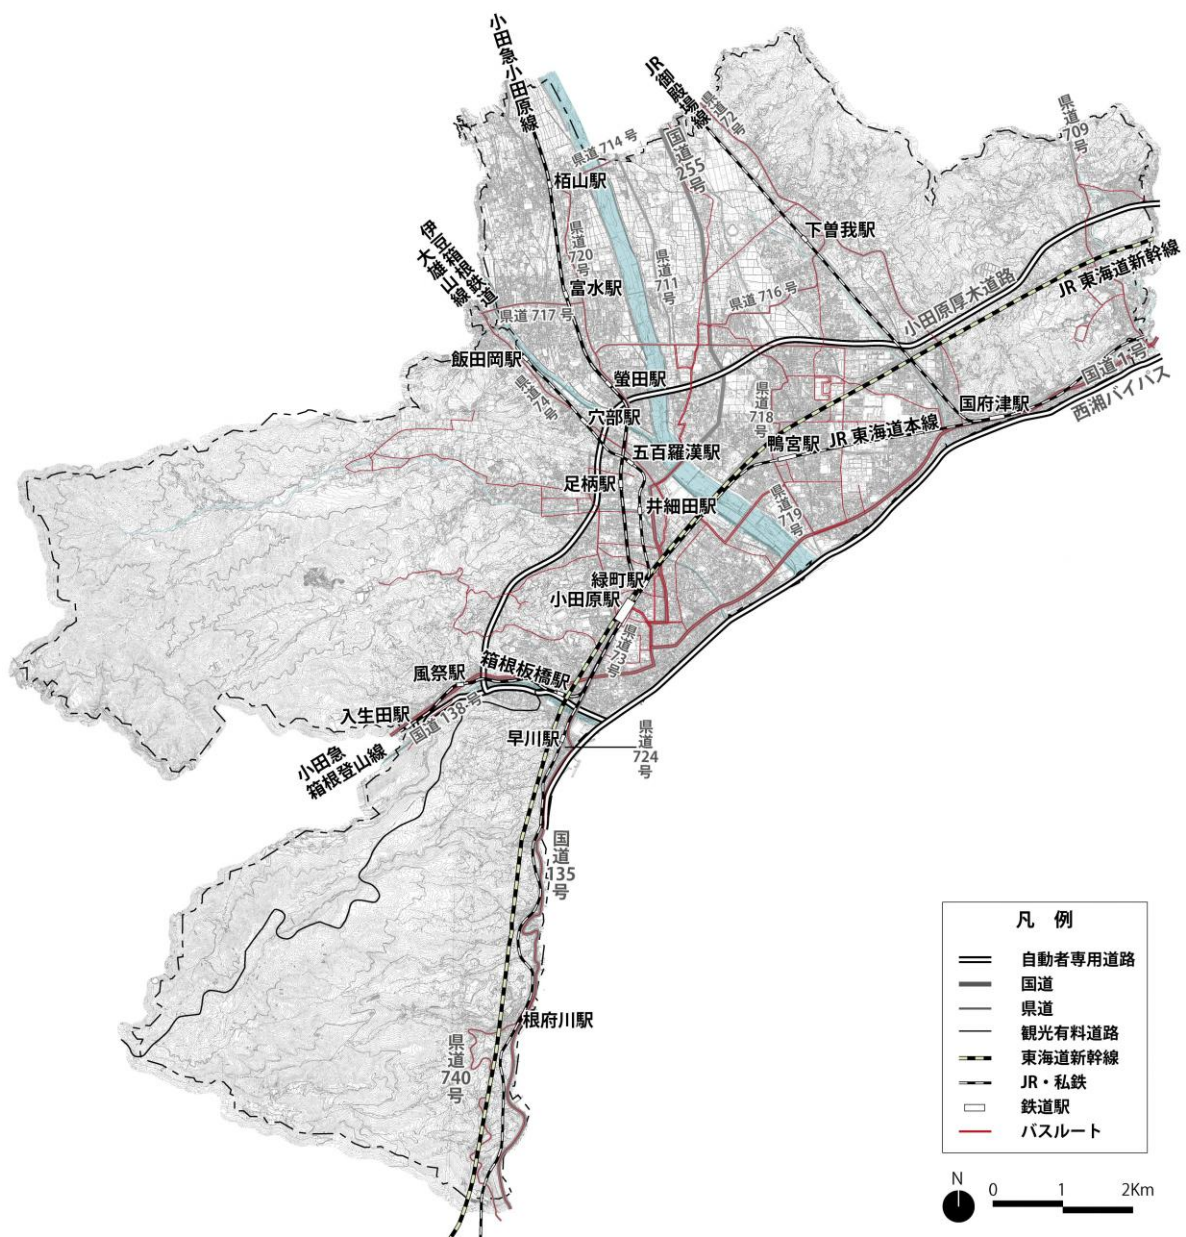 小田急小田原線
JR御殿場線
県道72号
県道709号
県道714号
国道255号
栢山駅
下曽我駅
伊豆箱根鉄道
大雄山線
県道720号
県道711号
富水駅
県道716号
小田原厚木道路
JR東海道新幹線
県道717号
飯田岡駅
県道74号
螢田駅
国道1号
西湘バイパス
穴部駅
県道718号
国府津駅
鴨宮駅
JR東海道本線
五百羅漢駅
足柄駅
井細田駅
県道719号
緑町駅
小田原駅
県道73号
箱根板橋駅
風祭駅
入生田駅
国道138号
小田急
箱根登山線
早川駅
県道724号
国道135号
根府川駅
県道740号
凡 例
自動者専用道路
国道
県道
観光有料道路
東海道新幹線
JR・私鉄
鉄道駅
バスルート
N
0 1 2Km